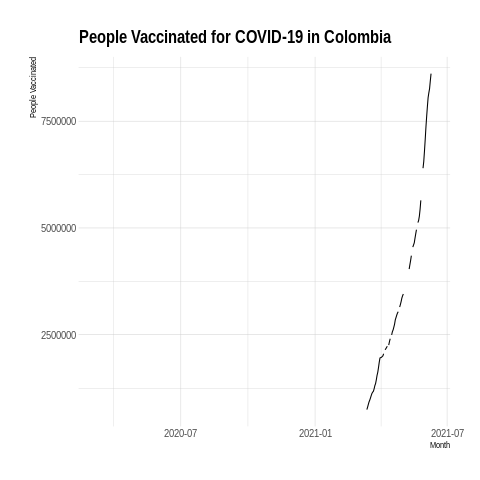 People Vaccinated for COVID-19 in Colombia
People Vaccinated
7500000
5000000
2500000
2020-07 2021-01 2021-07
Month